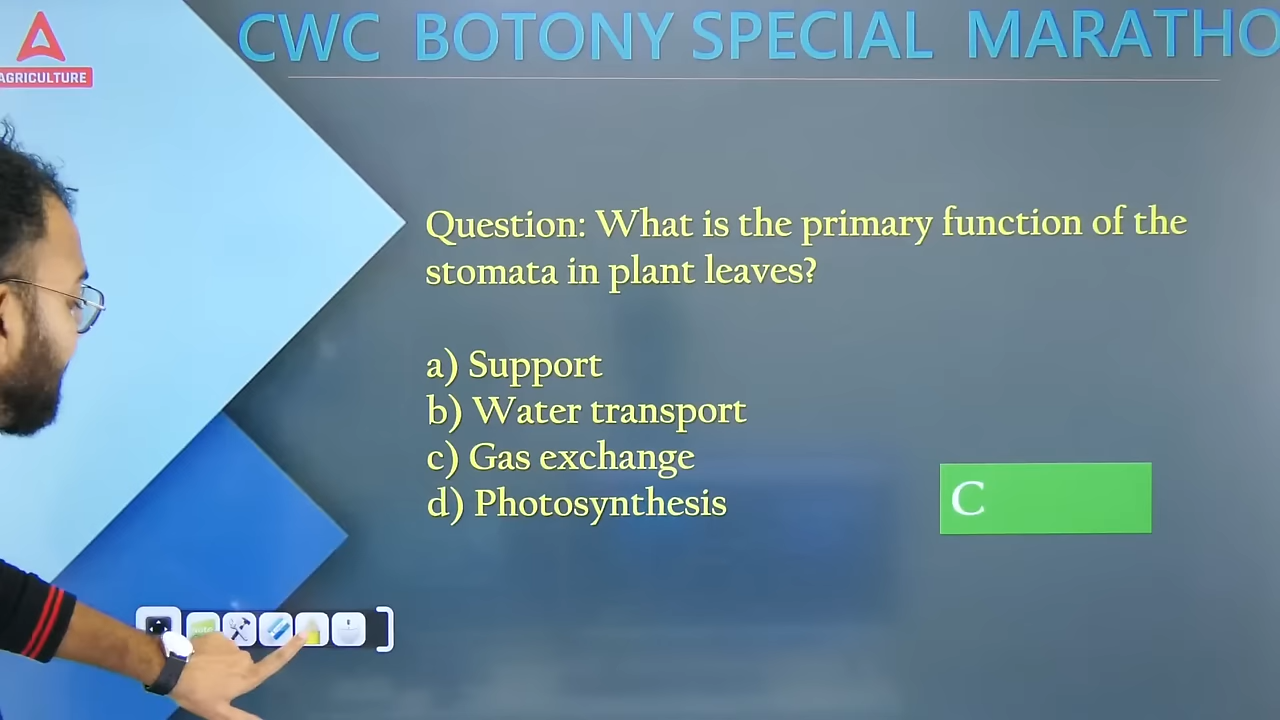 CWC BOTONY SPECIAL MARATHO
AGRICULTURE
Question: What is the primary function of the
stomata in plant leaves?
a) Support
b) Water transport
c) Gas exchange
d) Photosynthesis
C